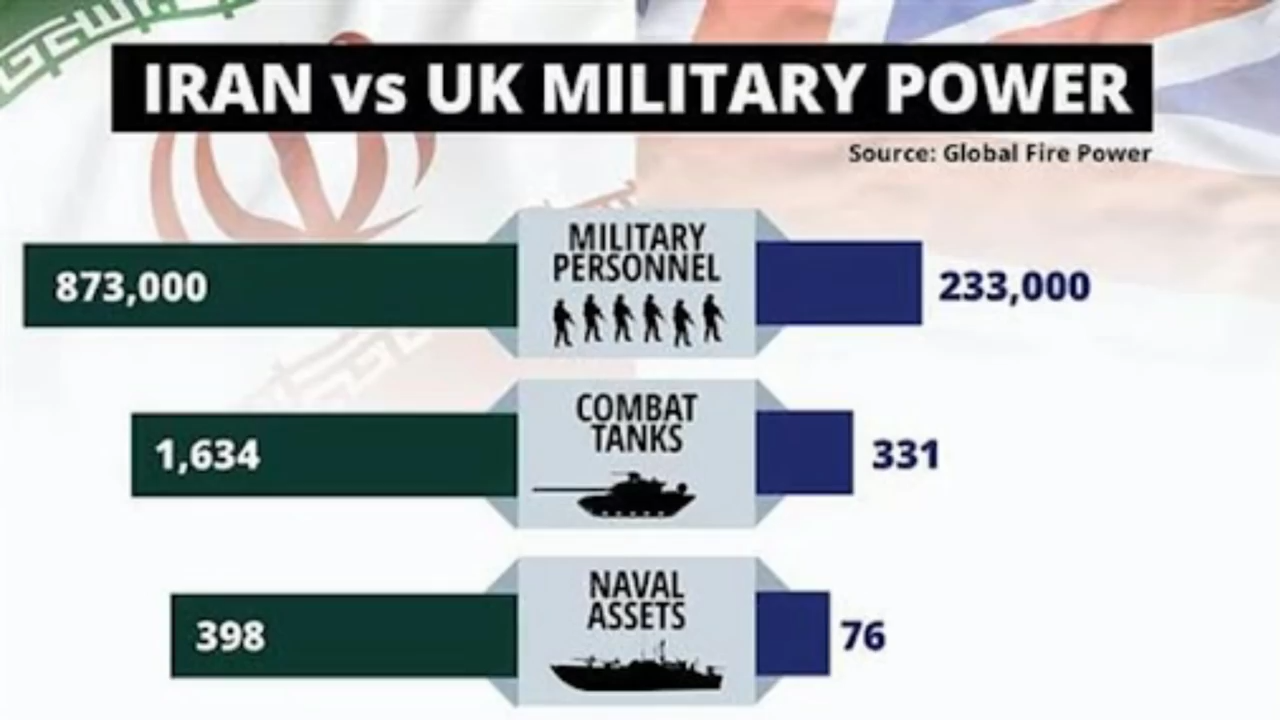 IRAN vs UK MILITARY POWER
Source: Global Fire Power
MILITARY
PERSONNEL
873,000
233,000
COMBAT
TANKS
1,634
331
NAVAL
ASSETS
398
76